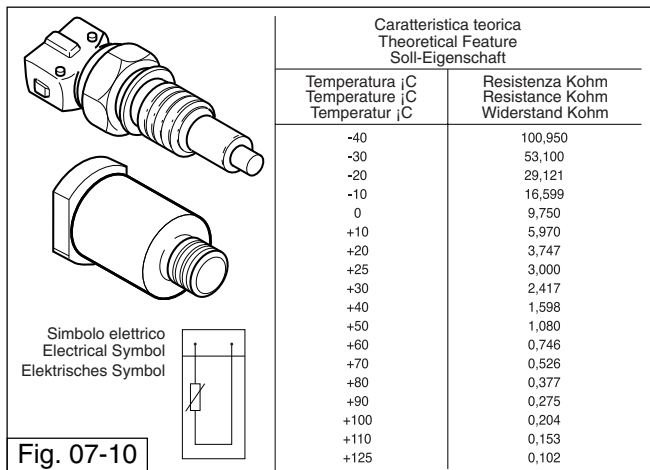 Caratteristica teorica
Theoretical Feature
Soll-Eigenschaft
Temperatura ¡C Resistenza Kohm
Temperature ¡C Resistance Kohm
Temperatur ¡C Widerstand Kohm
-40 100,950
-30 53,100
-20 29,121
-10 16,599
0 9,750
+10 5,970
+20 3,747
+25 3,000
+30 2,417
+40 1,598
+50 1,080
+60 0,746
+70 0,526
+80 0,377
+90 0,275
+100 0,204
+110 0,153
+125 0,102
Simbolo elettrico
Electrical Symbol
Elektrisches Symbol
Fig. 07-10